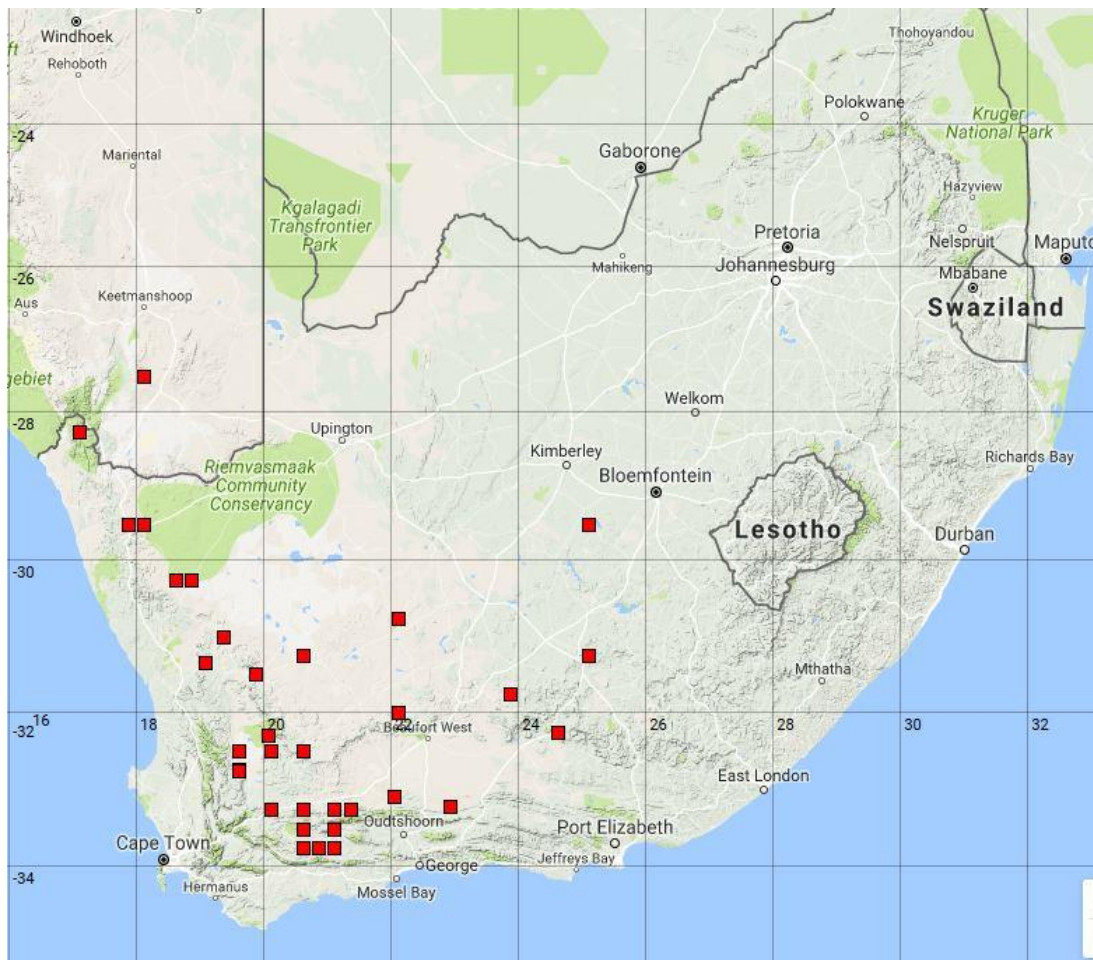 Windhoek
Rehoboth
Thohoyandou
Polokwane
Kruger
National Park
-24
Mariental
Gaborone
Hazyview
Kgalagadi
Transfrontier
Park
Pretoria
Nelspruit
Maputo
-26
Mahikeng
Johannesburg
Mbabane
Aus
Keetmanshoop
Swaziland
gebiet
Welkom
-28
Upington
Kimberley
Richards Bay
Riemvasmaak
Community
Conservancy
Bloemfontein
Lesotho
Durban
-30
Mthatha
16
18
20
22
24
26
28
30
32
-32
Beaufort West
East London
Oudtshoorn
Port Elizabeth
Cape Town
George
Jeffreys Bay
-34
Hermanus
Mossel Bay